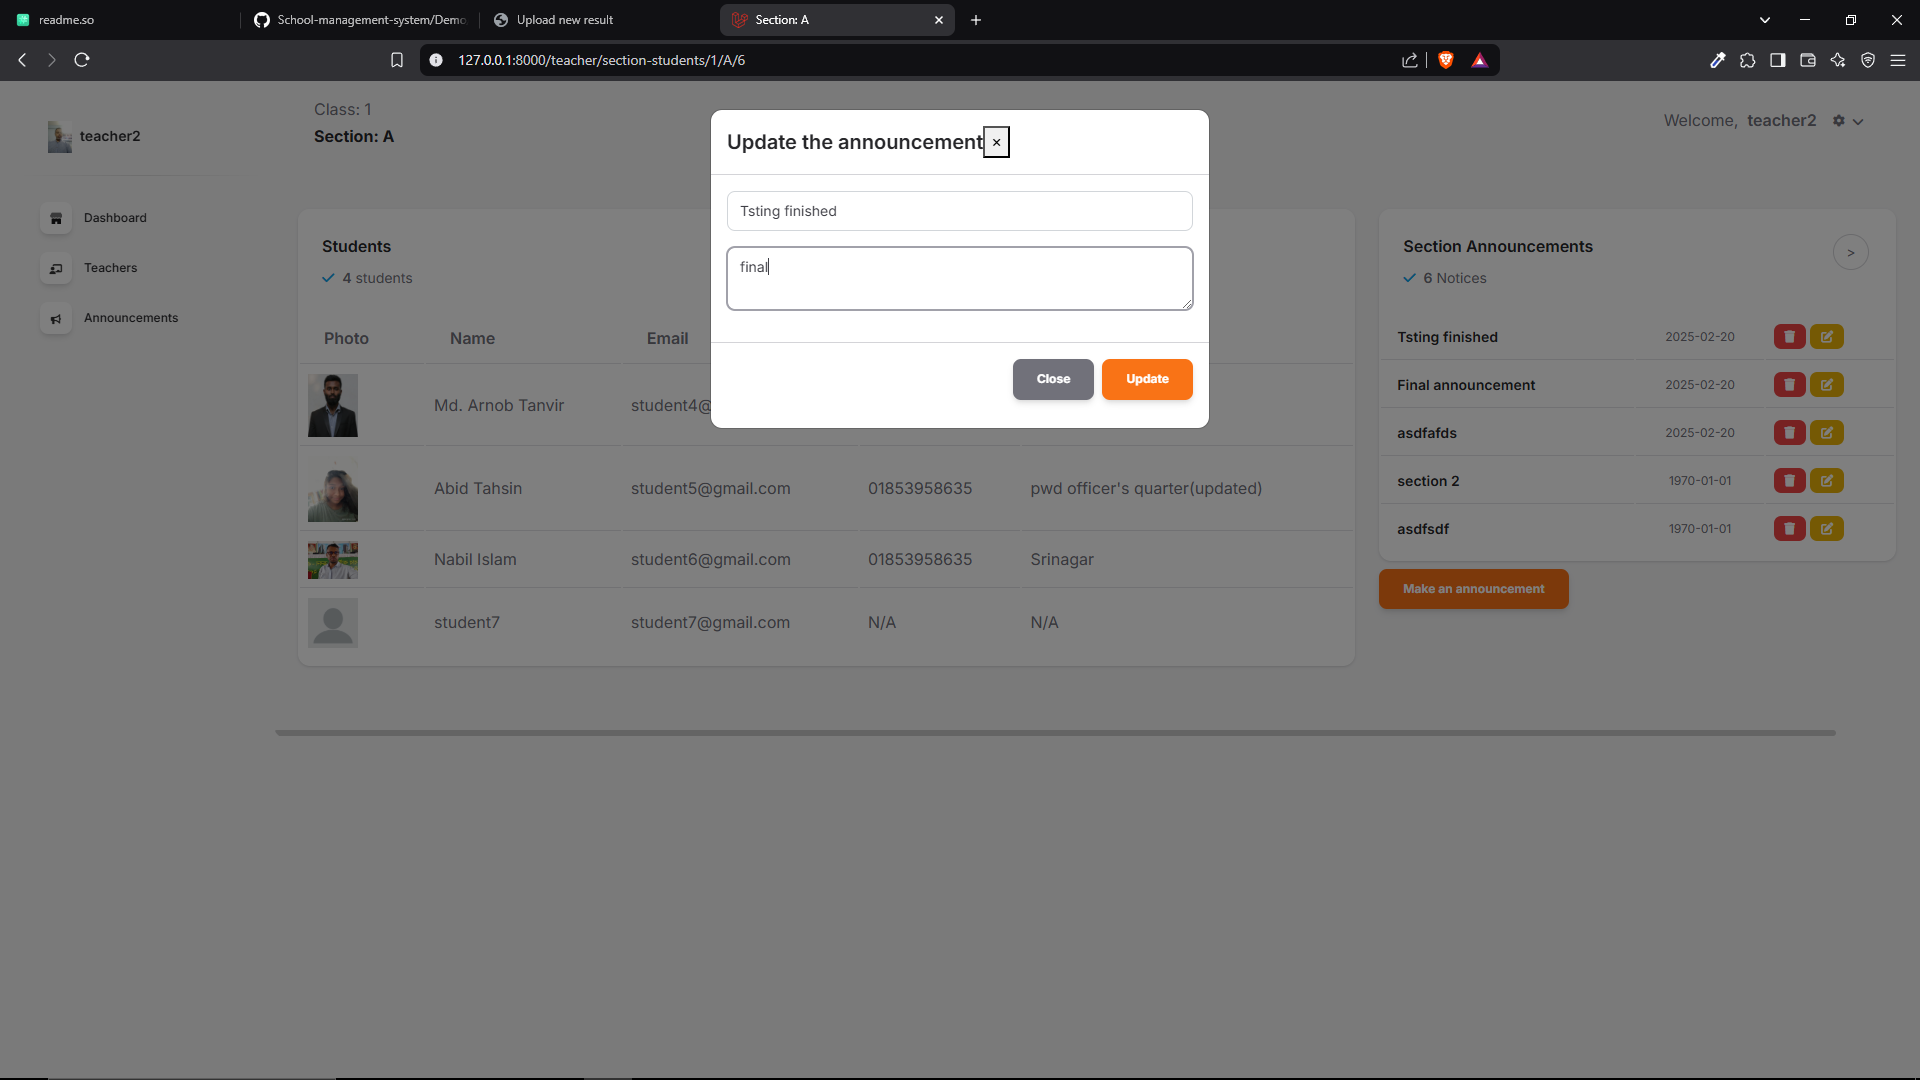 readme.so
School-management-system/Demo
Upload new result
Section: A
127.0.0.1:8000/teacher/section-students/1/A/6
teacher2
Dashboard
Teachers
Announcements
Class: 1
Section: A
Welcome, teacher2
Update the announcement ×
Tsting finished
final
Close
Update
Students
4 students
Photo Name Email
Md. Arnob Tanvir student4@
Abid Tahsin student5@gmail.com 01853958635 pwd officer's quarter(updated)
Nabil Islam student6@gmail.com 01853958635 Srinagar
student7 student7@gmail.com N/A N/A
Section Announcements
>
6 Notices
Tsting finished 2025-02-20
Final announcement 2025-02-20
asdfafds 2025-02-20
section 2 1970-01-01
asdfsdf 1970-01-01
Make an announcement